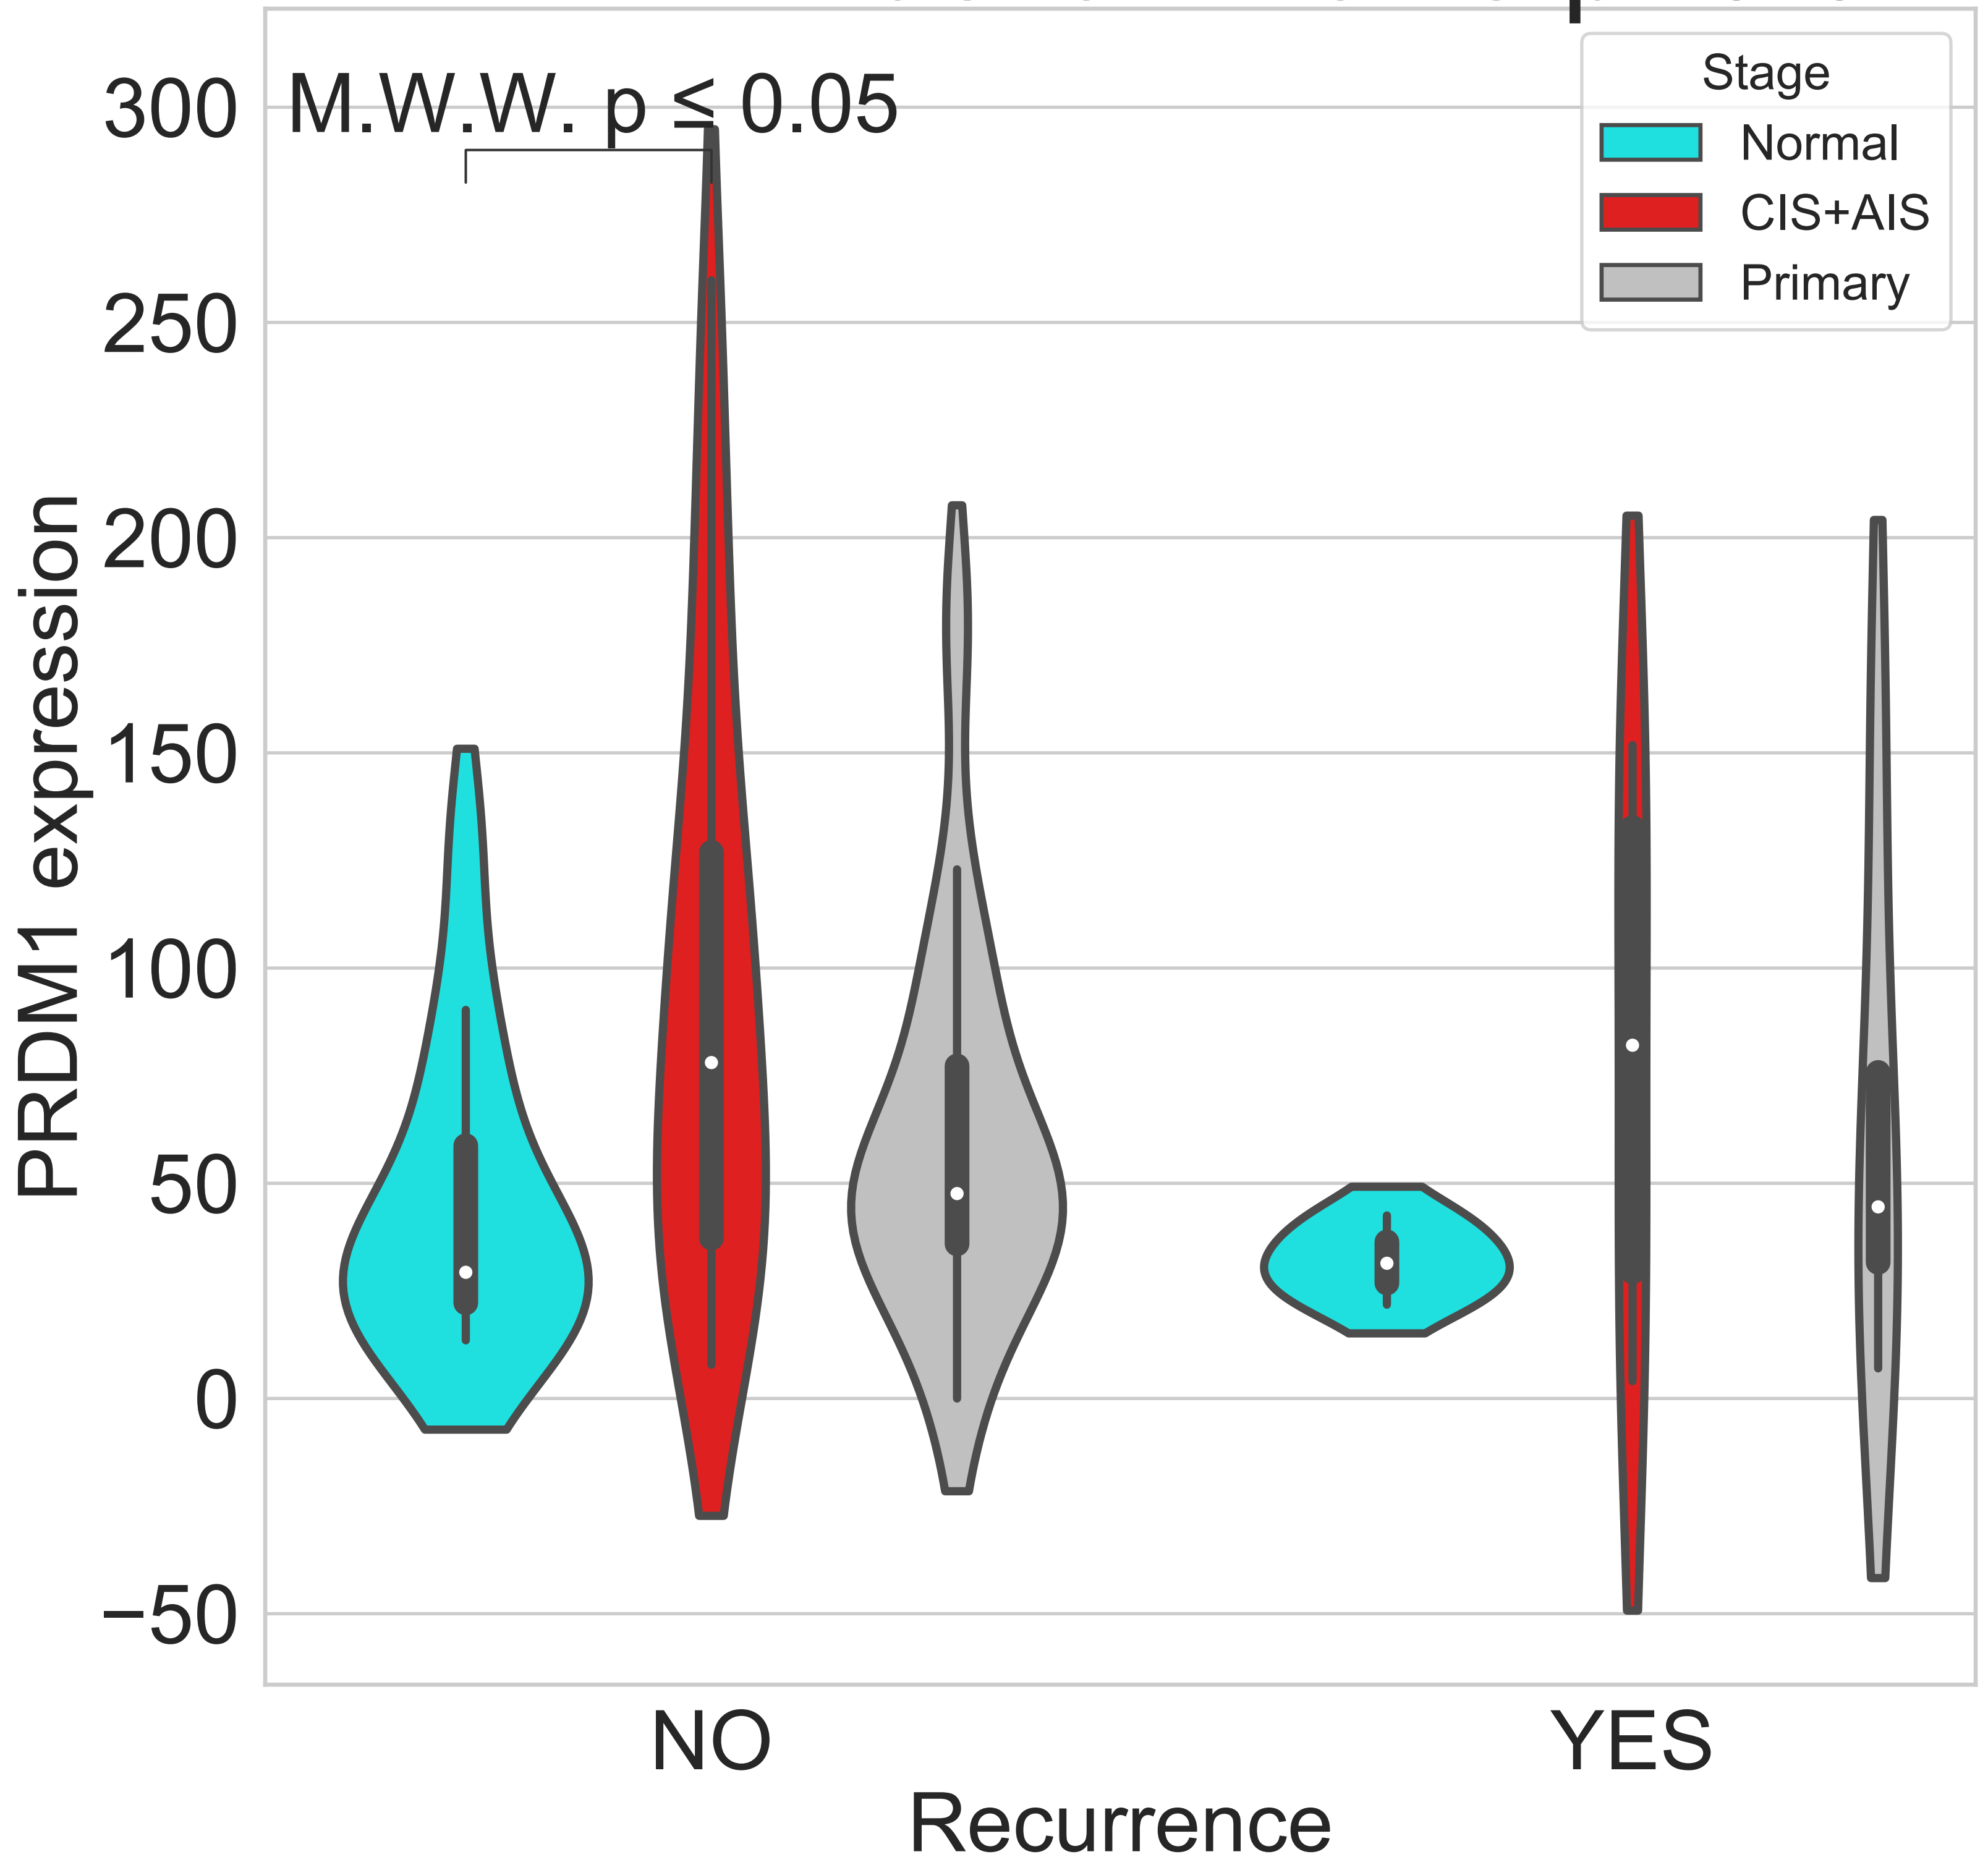 M.W.W. p ≤ 0.05
Stage
Normal
CIS+AIS
Primary
300
250
200
150
100
50
0
−50
PRDM1 expression
NO
YES
Recurrence